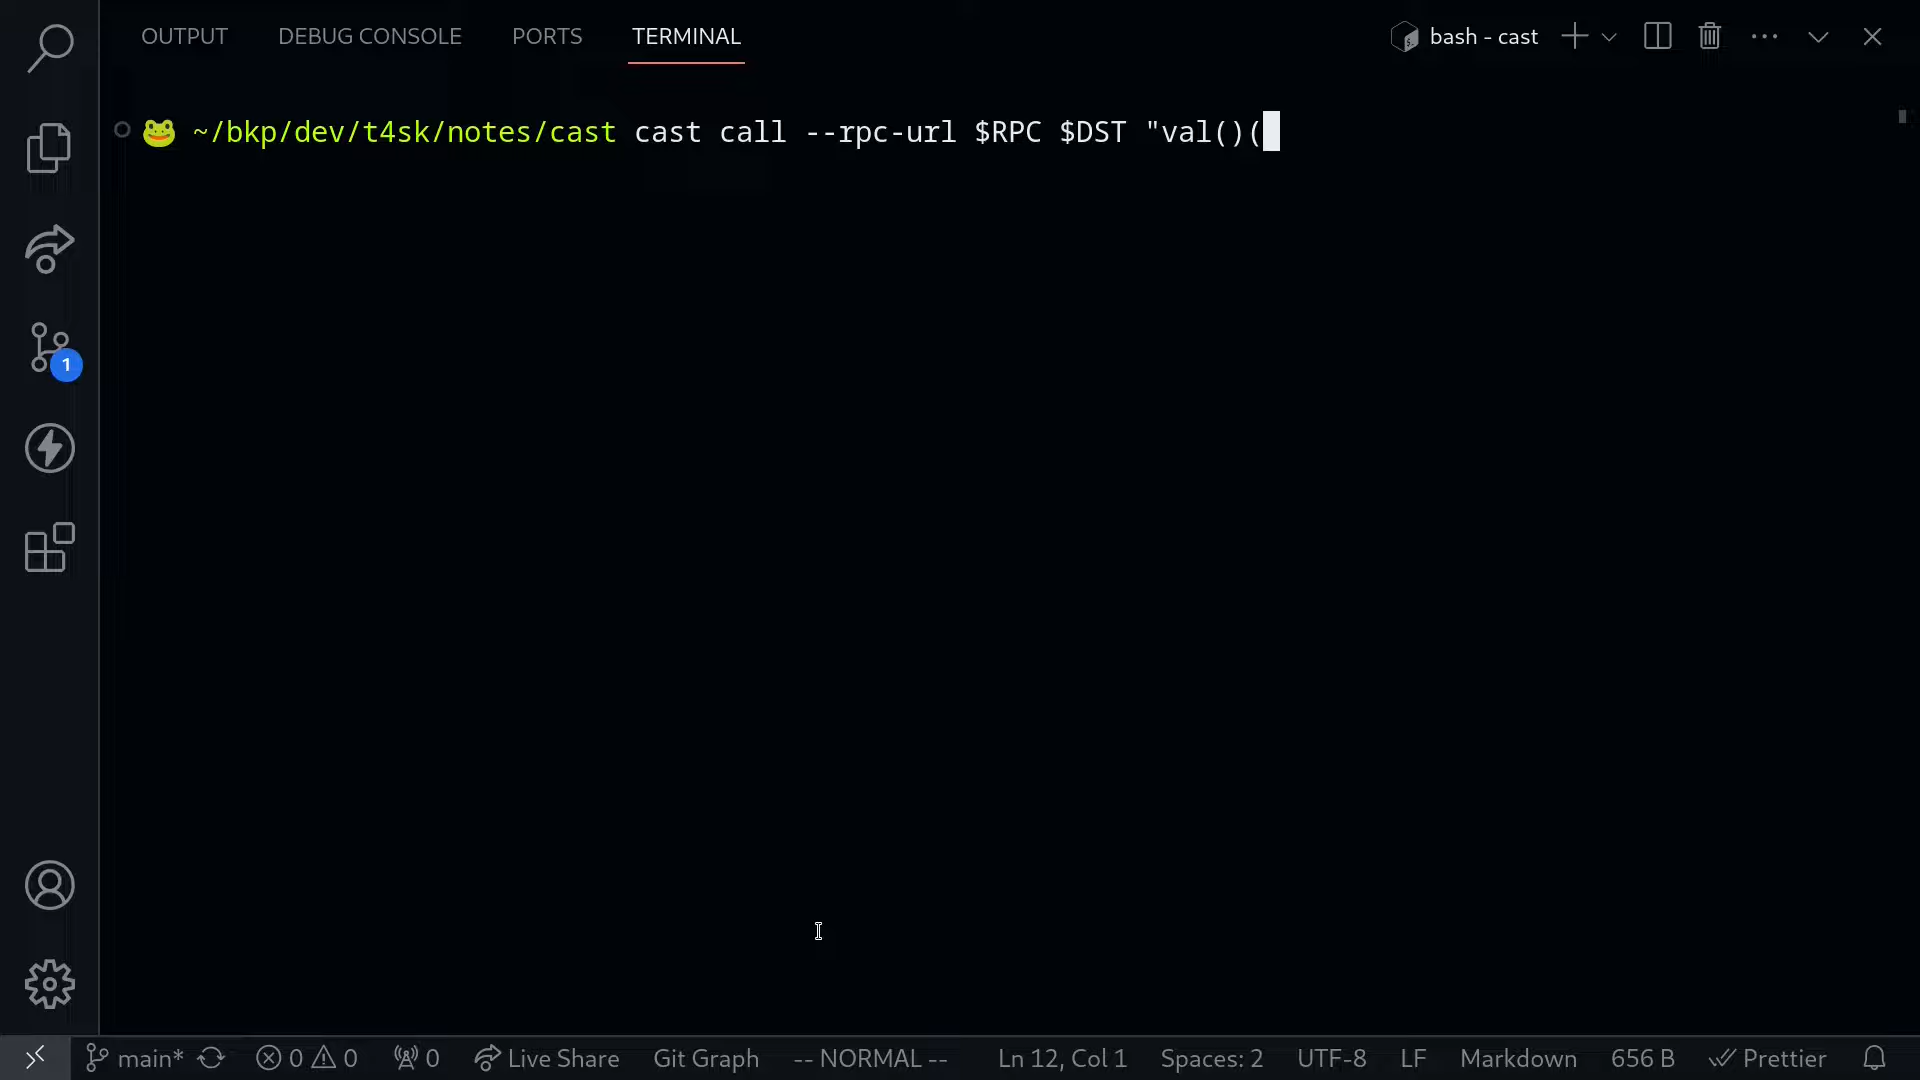 OUTPUT DEBUG CONSOLE PORTS TERMINAL bash - cast
~/bkp/dev/t4sk/notes/cast cast call --rpc-url $RPC $DST "val()(
1
main* 0 0 0 Live Share Git Graph -- NORMAL -- Ln 12, Col 1 Spaces: 2 UTF-8 LF Markdown 656 B Prettier